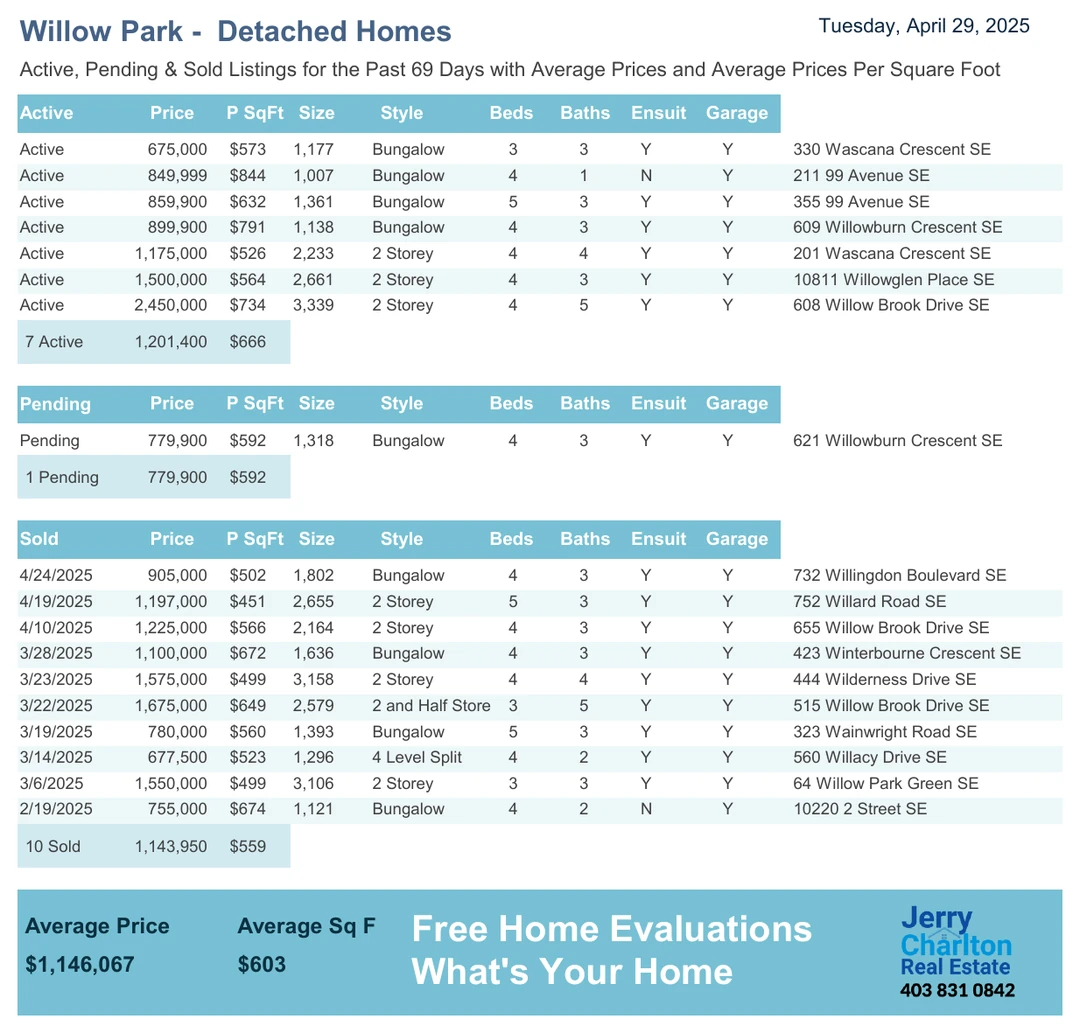 Willow Park - Detached Homes
Tuesday, April 29, 2025
Active, Pending & Sold Listings for the Past 69 Days with Average Prices and Average Prices Per Square Foot
Active Price P SqFt Size Style Beds Baths Ensuit Garage
Active 675,000 $573 1,177 Bungalow 3 3 Y Y 330 Wascana Crescent SE
Active 849,999 $844 1,007 Bungalow 4 1 N Y 211 99 Avenue SE
Active 859,900 $632 1,361 Bungalow 5 3 Y Y 355 99 Avenue SE
Active 899,900 $791 1,138 Bungalow 4 3 Y Y 609 Willowburn Crescent SE
Active 1,175,000 $526 2,233 2 Storey 4 4 Y Y 201 Wascana Crescent SE
Active 1,500,000 $564 2,661 2 Storey 4 3 Y Y 10811 Willowglen Place SE
Active 2,450,000 $734 3,339 2 Storey 4 5 Y Y 608 Willow Brook Drive SE
7 Active 1,201,400 $666
Pending Price P SqFt Size Style Beds Baths Ensuit Garage
Pending 779,900 $592 1,318 Bungalow 4 3 Y Y 621 Willowburn Crescent SE
1 Pending 779,900 $592
Sold Price P SqFt Size Style Beds Baths Ensuit Garage
4/24/2025 905,000 $502 1,802 Bungalow 4 3 Y Y 732 Willingdon Boulevard SE
4/19/2025 1,197,000 $451 2,655 2 Storey 5 3 Y Y 752 Willard Road SE
4/10/2025 1,225,000 $566 2,164 2 Storey 4 3 Y Y 655 Willow Brook Drive SE
3/28/2025 1,100,000 $672 1,636 Bungalow 4 3 Y Y 423 Winterbourne Crescent SE
3/23/2025 1,575,000 $499 3,158 2 Storey 4 4 Y Y 444 Wilderness Drive SE
3/22/2025 1,675,000 $649 2,579 2 and Half Store 3 5 Y Y 515 Willow Brook Drive SE
3/19/2025 780,000 $560 1,393 Bungalow 5 3 Y Y 323 Wainwright Road SE
3/14/2025 677,500 $523 1,296 4 Level Split 4 2 Y Y 560 Willacy Drive SE
3/6/2025 1,550,000 $499 3,106 2 Storey 3 3 Y Y 64 Willow Park Green SE
2/19/2025 755,000 $674 1,121 Bungalow 4 2 N Y 10220 2 Street SE
10 Sold 1,143,950 $559
Average Price Average Sq F
$1,146,067 $603
Free Home Evaluations
What's Your Home
Jerry
Charlton
Real Estate
403 831 0842